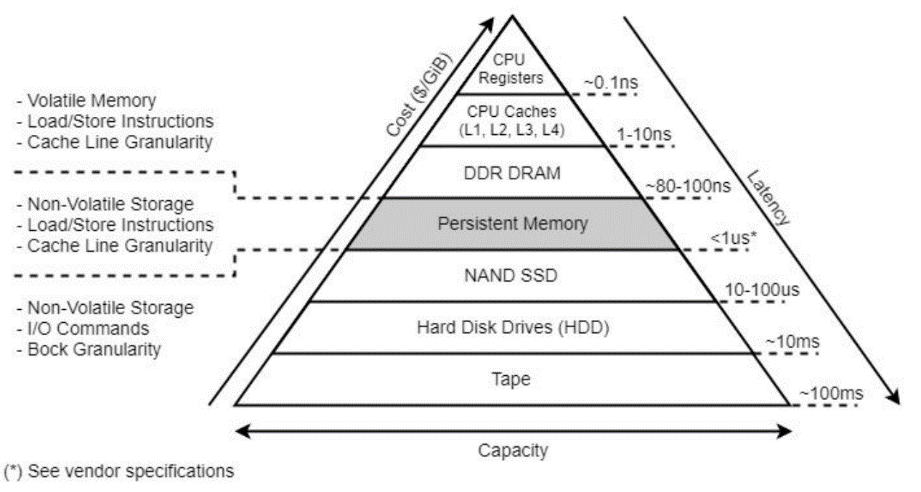 CPU
Registers
~0.1ns
Cost ($/GiB)
- Volatile Memory
- Load/Store Instructions
- Cache Line Granularity
CPU Caches
(L1, L2, L3, L4)
1-10ns
DDR DRAM
~80-100ns
Latency
- Non-Volatile Storage
- Load/Store Instructions
- Cache Line Granularity
Persistent Memory
<1us*
NAND SSD
10-100us
- Non-Volatile Storage
- I/O Commands
- Bock Granularity
Hard Disk Drives (HDD)
~10ms
Tape
~100ms
Capacity
(*) See vendor specifications